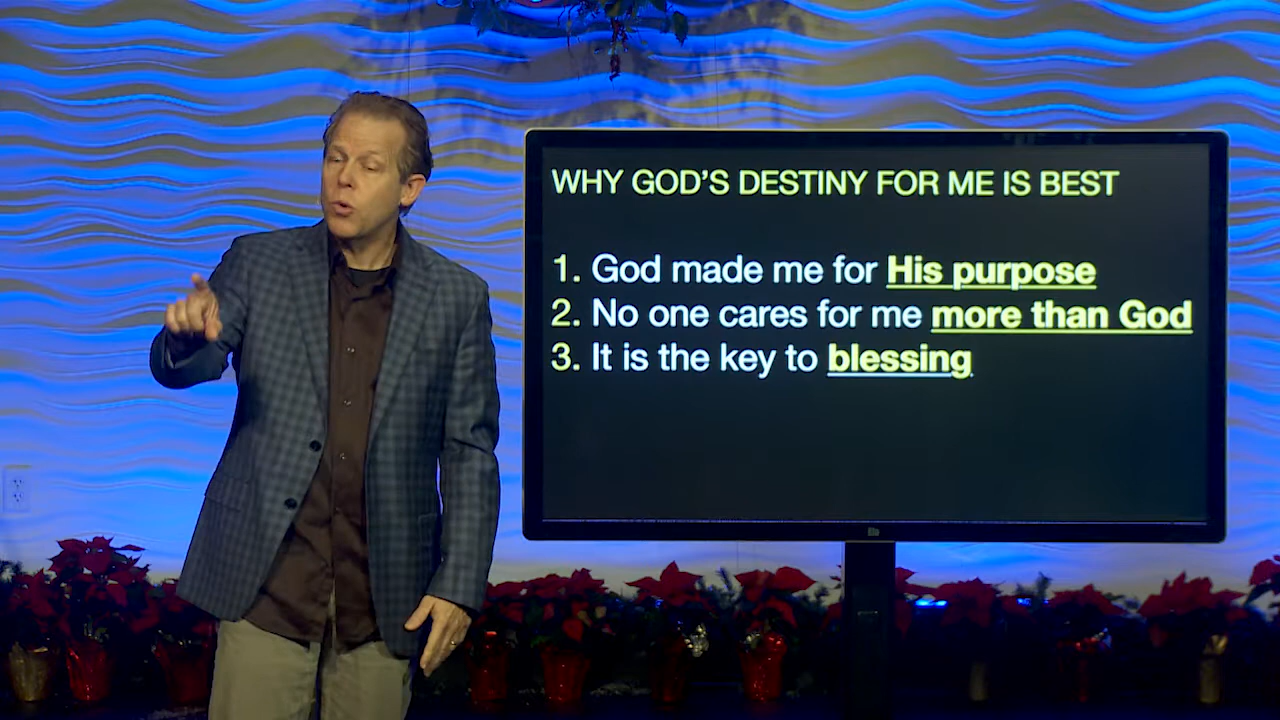 WHY GOD'S DESTINY FOR ME IS BEST
1. God made me for His purpose
2. No one cares for me more than God
3. It is the key to blessing